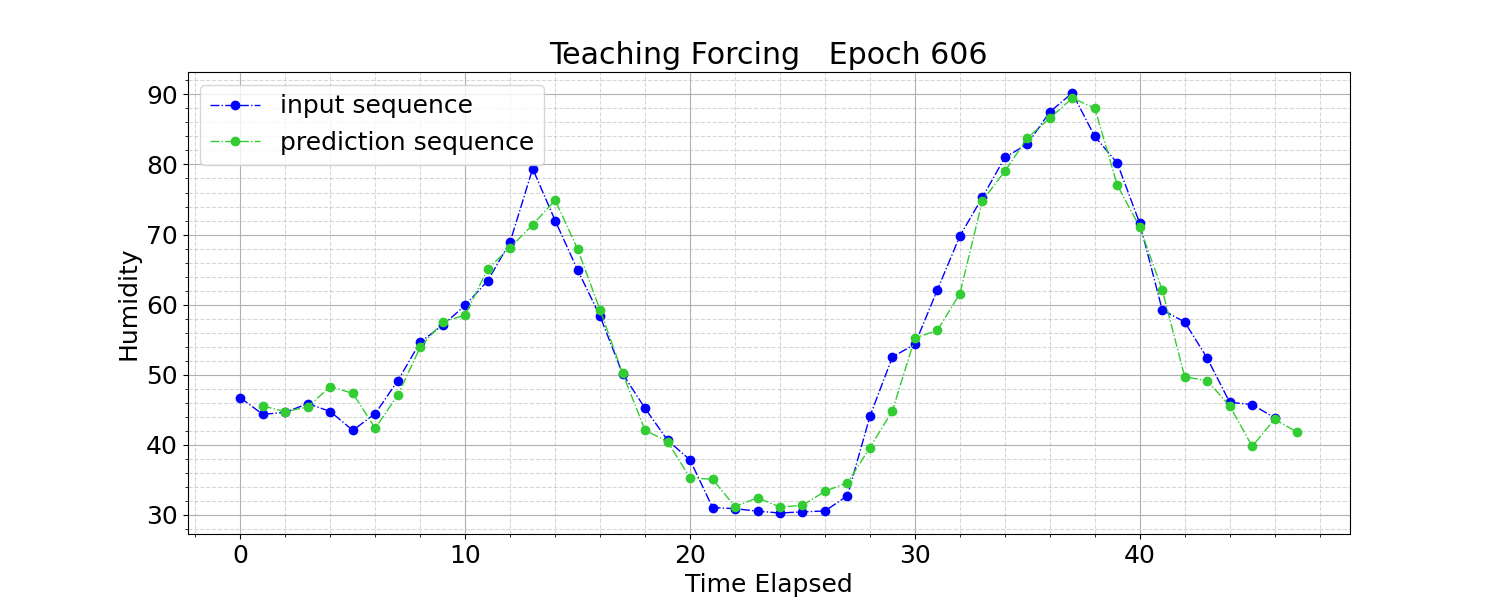 Teaching Forcing   Epoch 606
input sequence
prediction sequence
90
80
70
60
50
40
30
Humidity
0 10 20 30 40
Time Elapsed